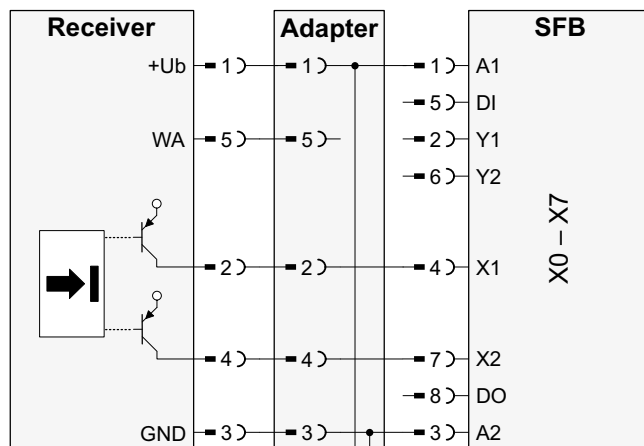 Receiver Adapter SFB
+Ub 1 1 1 A1
5 DI
WA 5 5 2 Y1
6 Y2
X0 – X7
2 2 4 X1
4 4 7 X2
8 DO
GND 3 3 3 A2